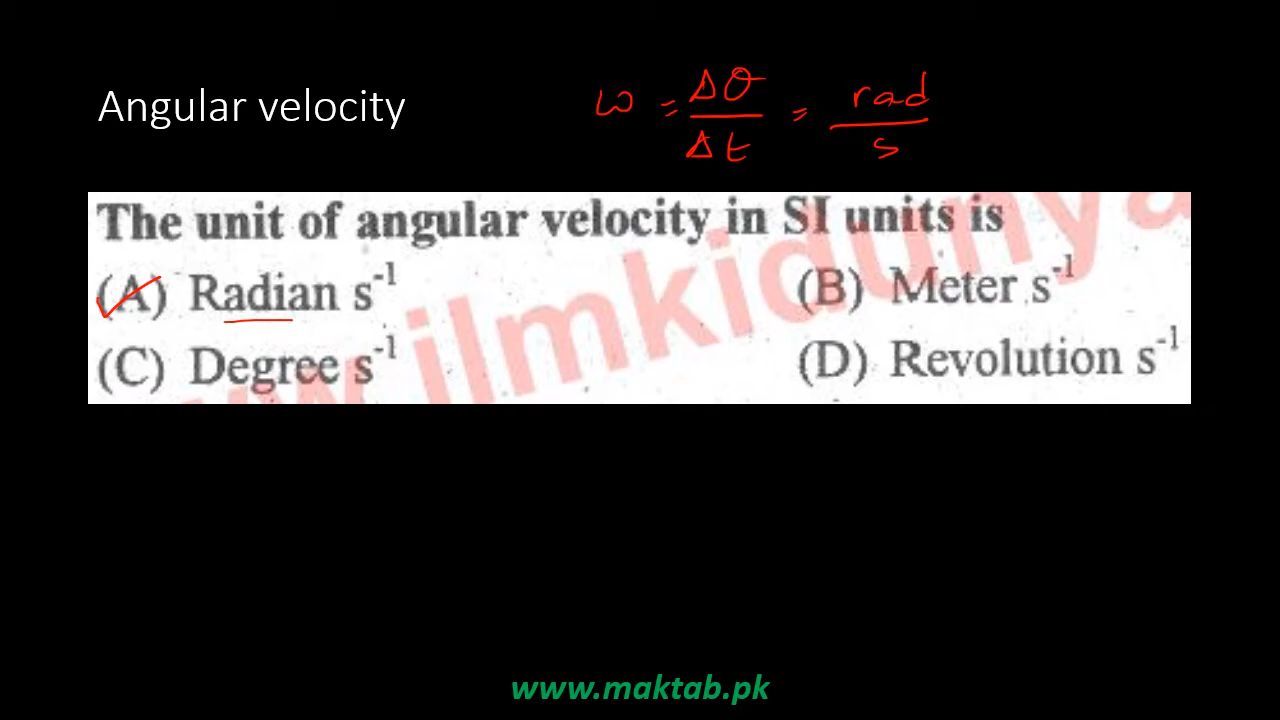 Angular velocity
ω = Δθ/Δt = rad/s
The unit of angular velocity in SI units is
(A) Radian s⁻¹ (B) Meter s⁻¹
(C) Degree s⁻¹ (D) Revolution s⁻¹
w.ilmkidunya
www.maktab.pk